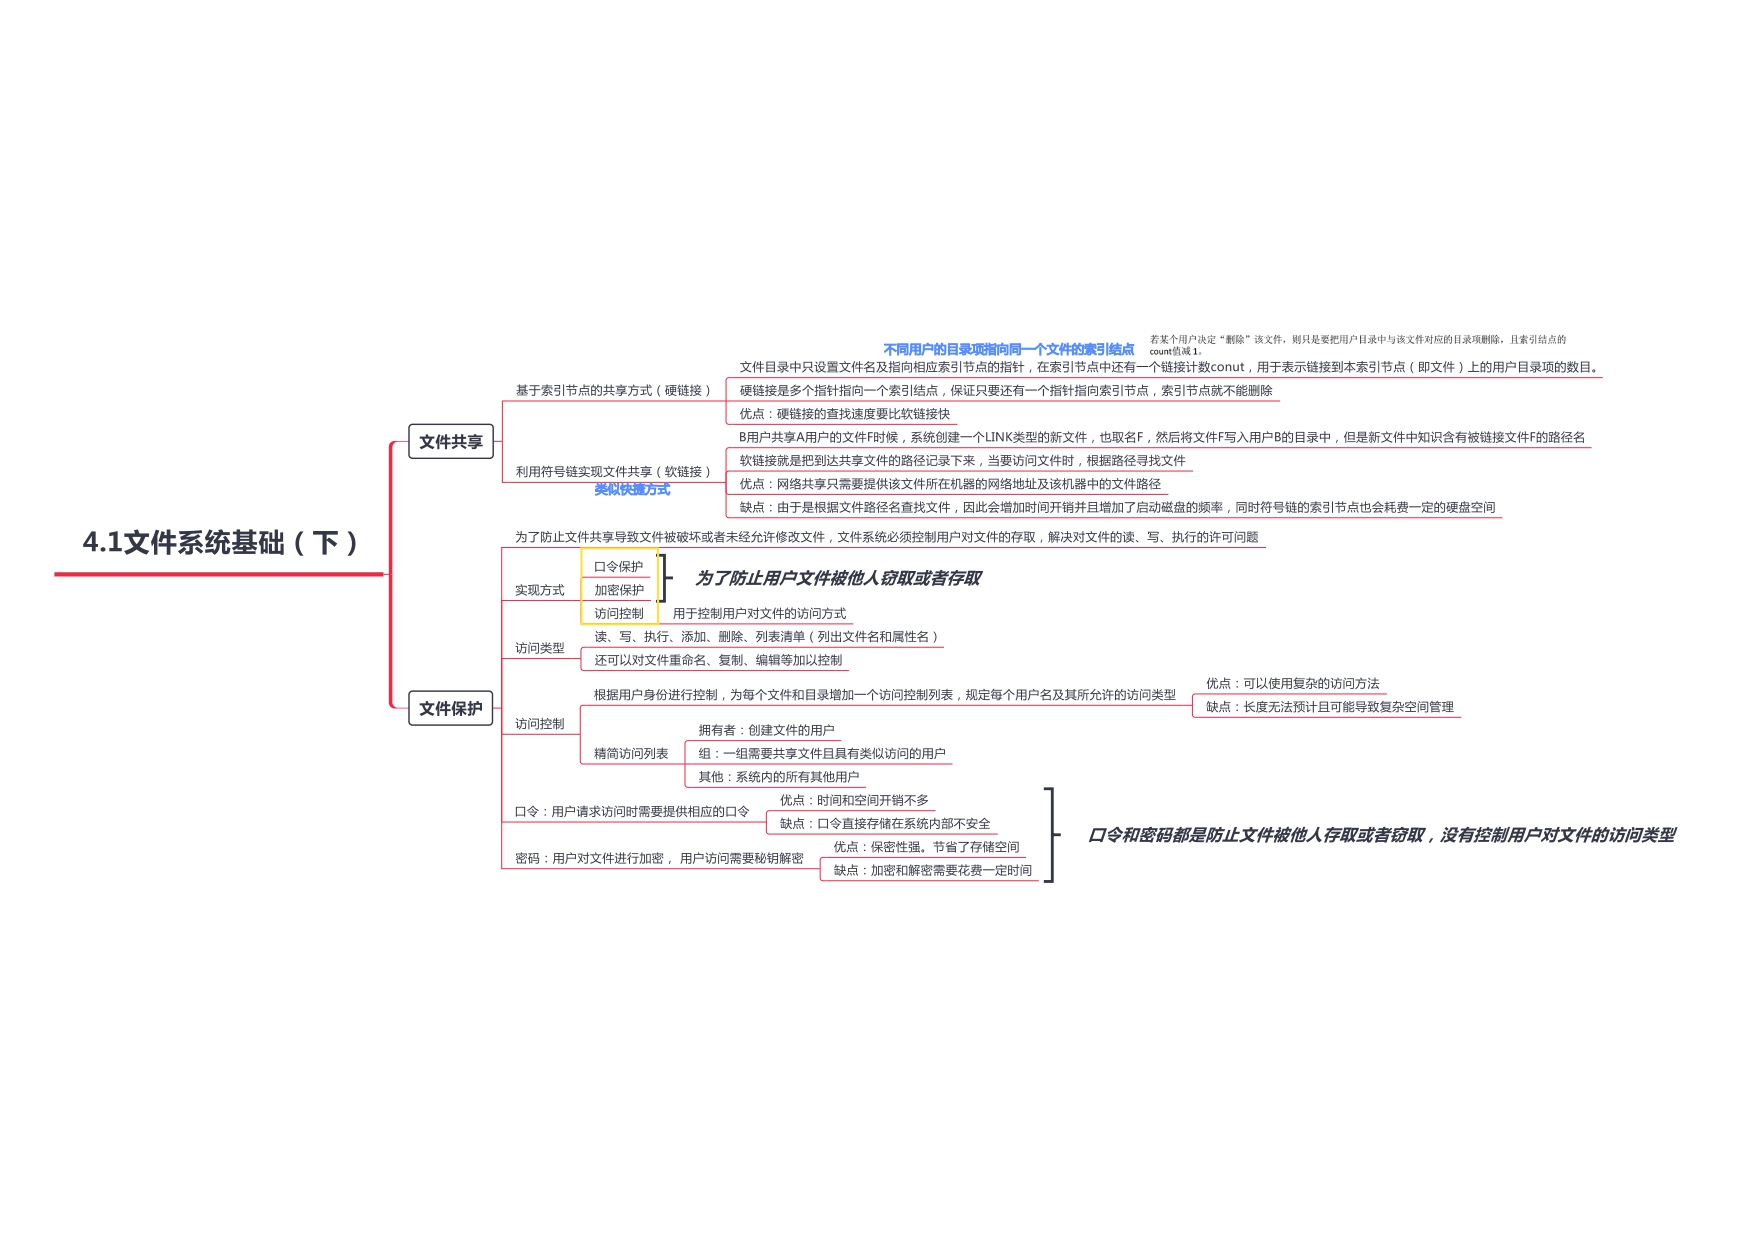 4.1文件系统基础（下）
文件共享
基于索引节点的共享方式（硬链接）
不同用户的目录项指向同一个文件的索引结点
若某个用户决定“删除”该文件，则只是要把用户目录中与该文件对应的目录项删除，且索引结点的
count值减 1。
文件目录中只设置文件名及指向相应索引节点的指针，在索引节点中还有一个链接计数conut，用于表示链接到本索引节点（即文件）上的用户目录项的数目。
硬链接是多个指针指向一个索引结点，保证只要还有一个指针指向索引节点，索引节点就不能删除
优点：硬链接的查找速度要比软链接快
利用符号链实现文件共享（软链接）
类似快捷方式
B用户共享A用户的文件F时候，系统创建一个LINK类型的新文件，也取名F，然后将文件F写入用户B的目录中，但是新文件中知识含有被链接文件F的路径名
软链接就是把到达共享文件的路径记录下来，当要访问文件时，根据路径寻找文件
优点：网络共享只需要提供该文件所在机器的网络地址及该机器中的文件路径
缺点：由于是根据文件路径名查找文件，因此会增加时间开销并且增加了启动磁盘的频率，同时符号链的索引节点也会耗费一定的硬盘空间
文件保护
为了防止文件共享导致文件被破坏或者未经允许修改文件，文件系统必须控制用户对文件的存取，解决对文件的读、写、执行的许可问题
实现方式
口令保护
加密保护
为了防止用户文件被他人窃取或者存取
访问控制
用于控制用户对文件的访问方式
访问类型
读、写、执行、添加、删除、列表清单（列出文件名和属性名）
还可以对文件重命名、复制、编辑等加以控制
访问控制
根据用户身份进行控制，为每个文件和目录增加一个访问控制列表，规定每个用户名及其所允许的访问类型
优点：可以使用复杂的访问方法
缺点：长度无法预计且可能导致复杂空间管理
精简访问列表
拥有者：创建文件的用户
组：一组需要共享文件且具有类似访问的用户
其他：系统内的所有其他用户
口令：用户请求访问时需要提供相应的口令
优点：时间和空间开销不多
缺点：口令直接存储在系统内部不安全
密码：用户对文件进行加密，用户访问需要秘钥解密
优点：保密性强。节省了存储空间
缺点：加密和解密需要花费一定时间
口令和密码都是防止文件被他人存取或者窃取，没有控制用户对文件的访问类型